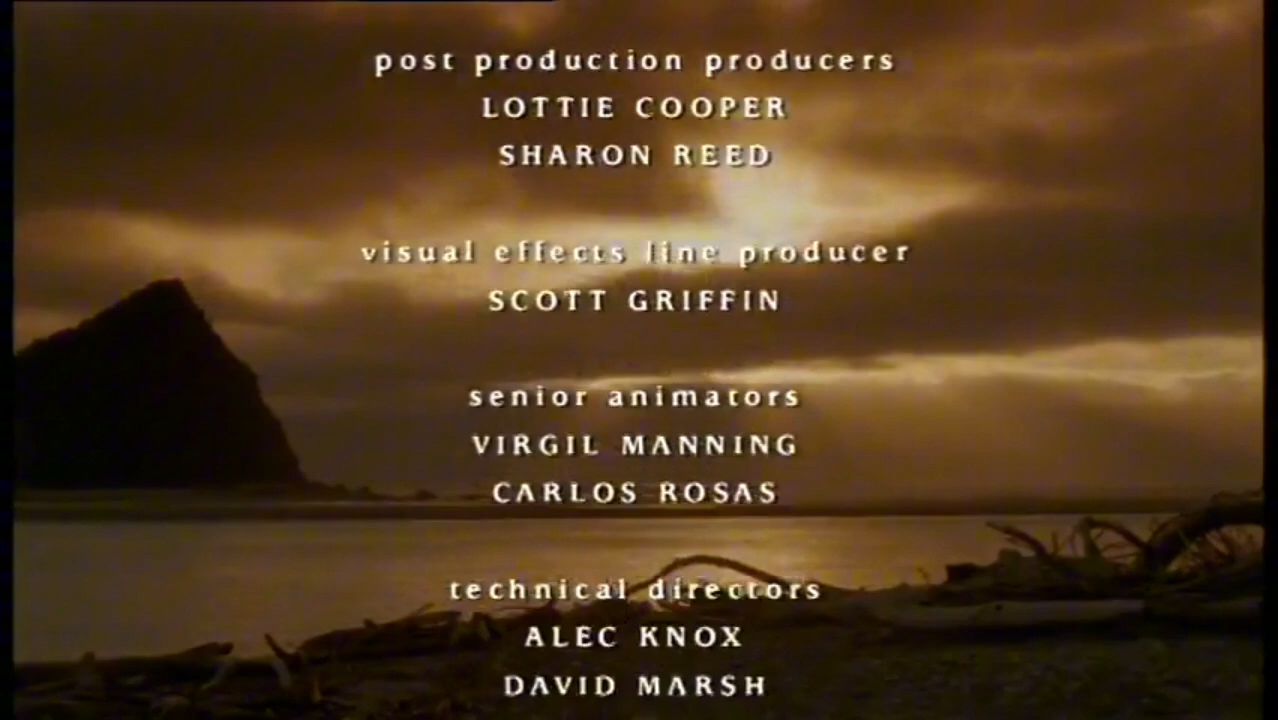 post production producers
LOTTIE COOPER
SHARON REED
visual effects line producer
SCOTT GRIFFIN
senior animators
VIRGIL MANNING
CARLOS ROSAS
technical directors
ALEC KNOX
DAVID MARSH